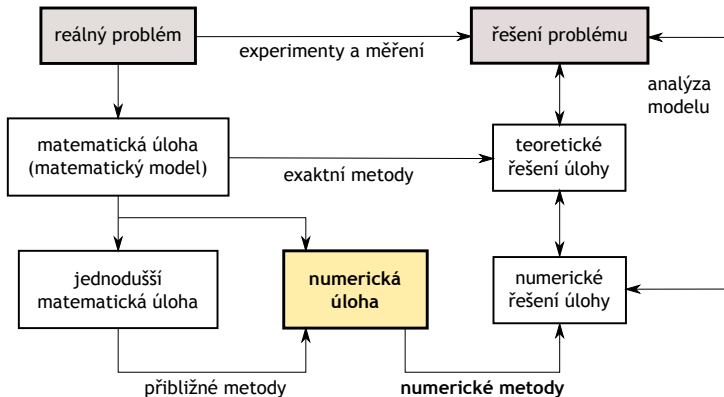 reálný problém
experimenty a měření
řešení problému
analýza
modelu
matematická úloha
(matematický model)
exaktní metody
teoretické
řešení úlohy
jednodušší
matematická úloha
numerická
úloha
numerické
řešení úlohy
přibližné metody
numerické metody